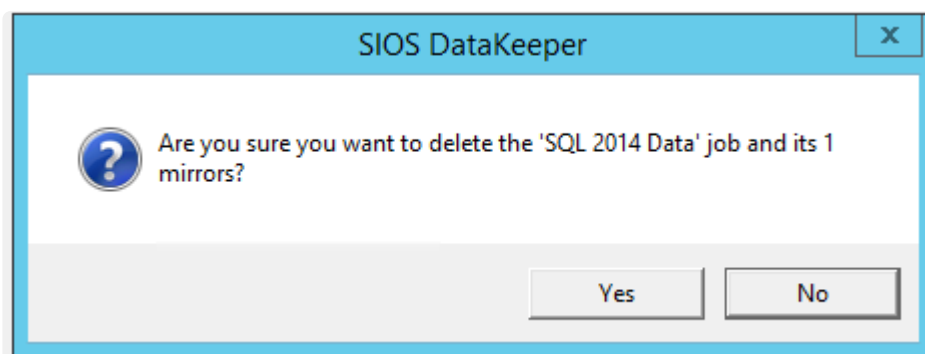 SIOS DataKeeper
x
Are you sure you want to delete the 'SQL 2014 Data' job and its 1
mirrors?
Yes
No